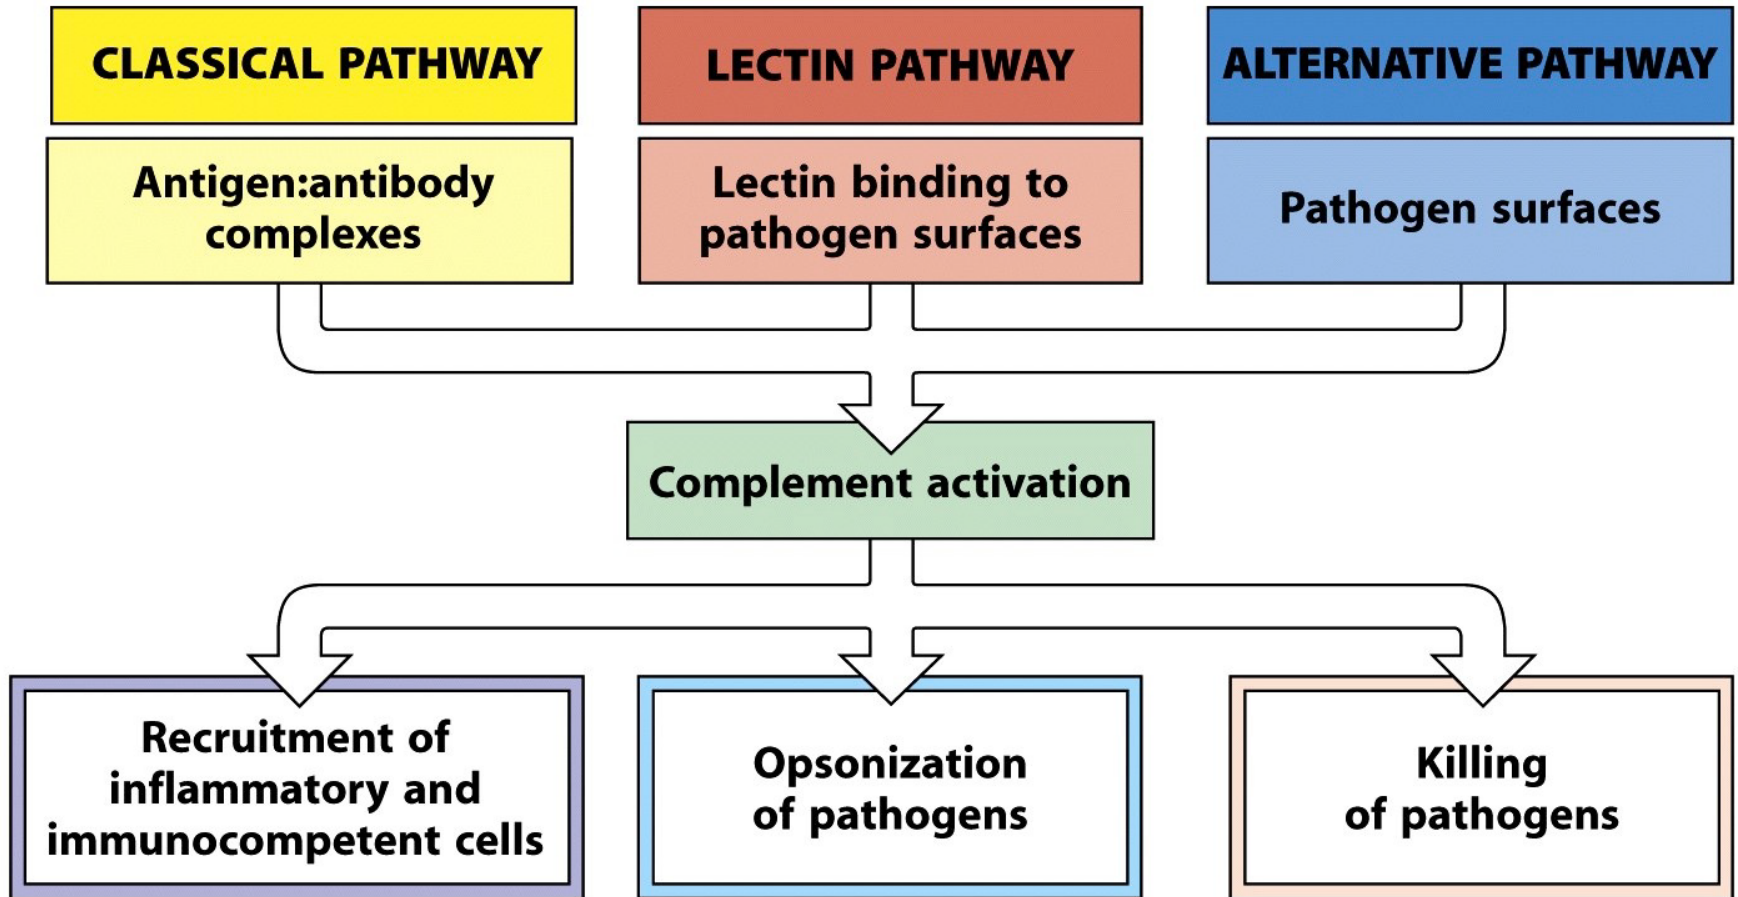 CLASSICAL PATHWAY
LECTIN PATHWAY
ALTERNATIVE PATHWAY
Antigen:antibody
complexes
Lectin binding to
pathogen surfaces
Pathogen surfaces
Complement activation
Recruitment of
inflammatory and
immunocompetent cells
Opsonization
of pathogens
Killing
of pathogens